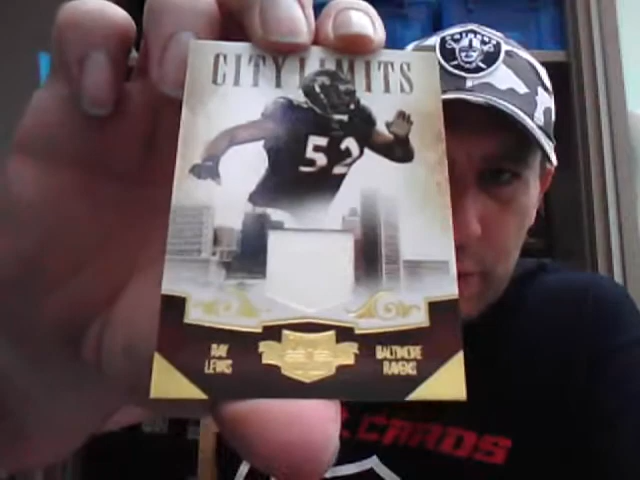 RAIDERS
CITY LIMITS
52
RAY
LEWIS
BALTIMORE
RAVENS
CARDS